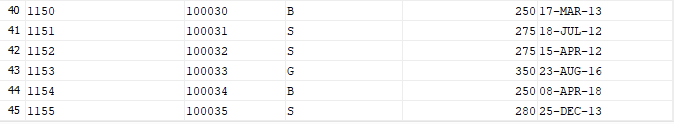 40 1150 100030 B 250 17-MAR-13
41 1151 100031 S 275 18-JUL-12
42 1152 100032 S 275 15-APR-12
43 1153 100033 G 350 23-AUG-16
44 1154 100034 B 250 08-APR-18
45 1155 100035 S 280 25-DEC-13